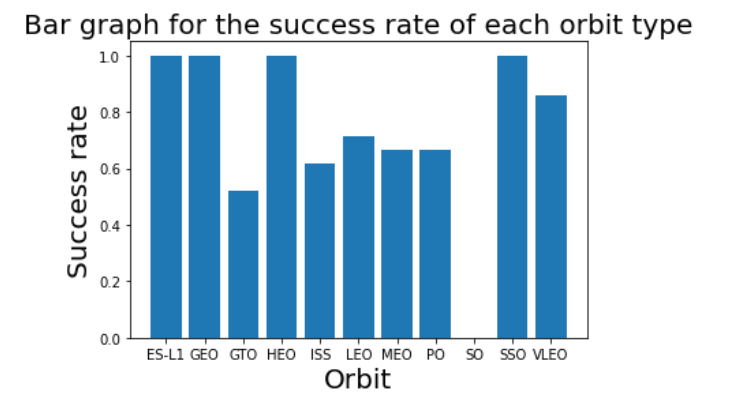 Bar graph for the success rate of each orbit type
1.0
0.8
0.6
0.4
0.2
0.0
Success rate
ES-L1 GEO GTO HEO ISS LEO MEO PO SO SSO VLEO
Orbit